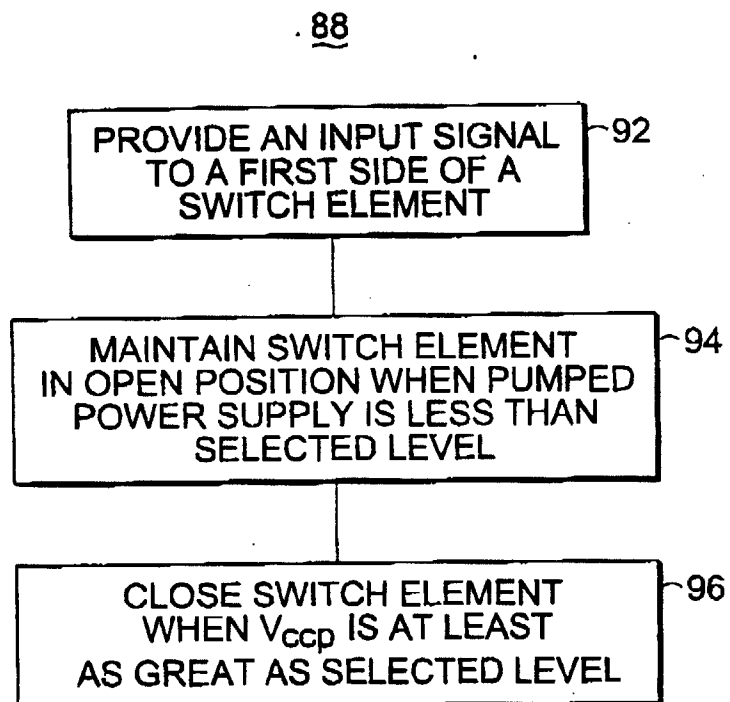 88
PROVIDE AN INPUT SIGNAL
TO A FIRST SIDE OF A
SWITCH ELEMENT
92
MAINTAIN SWITCH ELEMENT
IN OPEN POSITION WHEN PUMPED
POWER SUPPLY IS LESS THAN
SELECTED LEVEL
94
CLOSE SWITCH ELEMENT
WHEN Vccp IS AT LEAST
AS GREAT AS SELECTED LEVEL
96